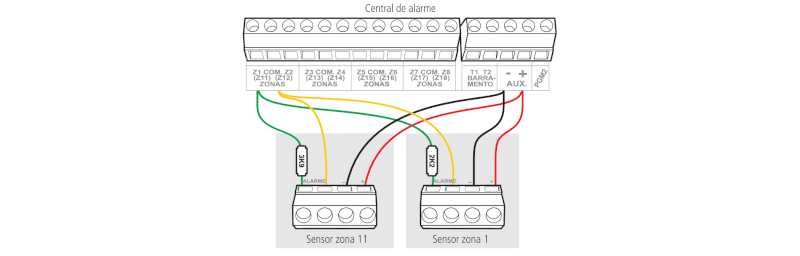 Central de alarme
Z1 COM. Z2 Z3 COM. Z4 Z5 COM. Z6 Z7 COM. Z8 T1 T2 - +
(Z11) (Z12) (Z13) (Z14) (Z15) (Z16) (Z17) (Z18) BARRA-
ZONAS ZONAS ZONAS ZONAS MENTO AUX. PGM2
3K9
2K2
ALARME - +
ALARME - +
Sensor zona 11
Sensor zona 1